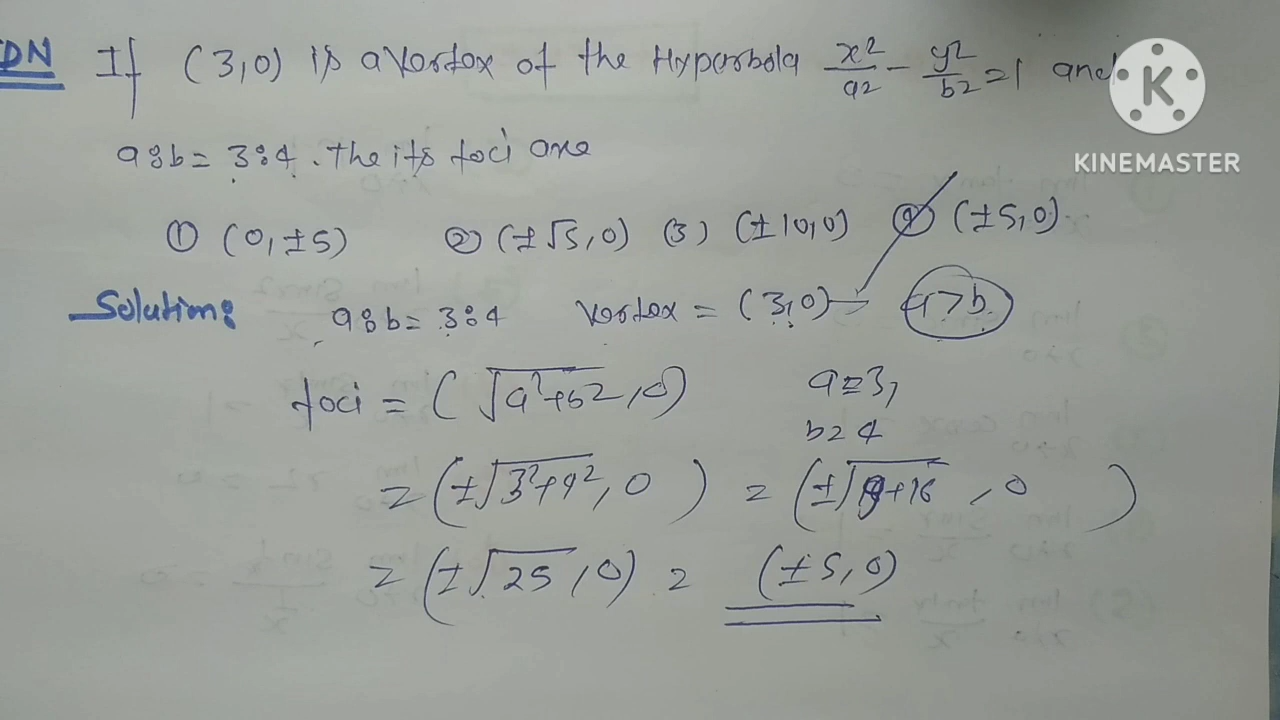 DN If (3,0) is a Vertex of the Hyperbola x²/a² - y²/b² = 1 and
a:b = 3:4. The its foci are
① (0, ±5) ② (±√5, 0) (3) (±10, 0) ④ (±5, 0)
Solution: a:b = 3:4 Vertex = (3,0) a>b
foci = (√a²+b², 0) a=3,
b=4
= (±√3²+4², 0) = (±√9+16, 0)
= (±√25, 0) = (±5, 0)
K
KINEMASTER